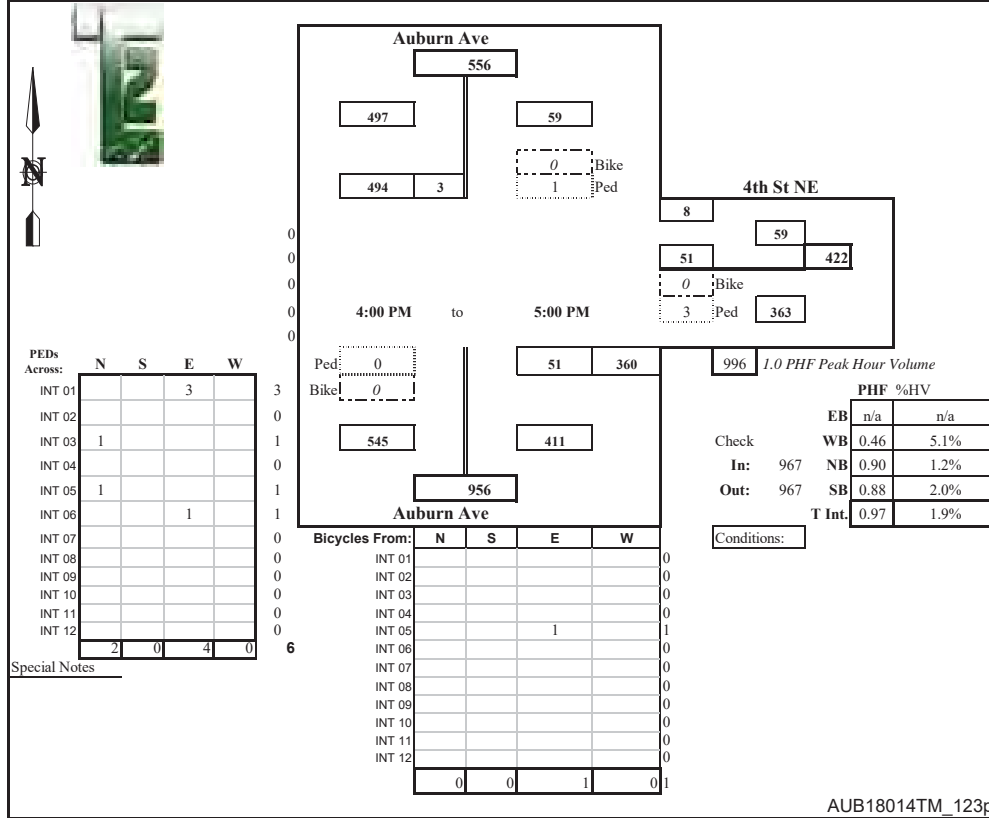 Auburn Ave
556
497 59
0 Bike
494 3 1 Ped
4th St NE
8
0 59
0 51 422
0 0 Bike
0 4:00 PM to 5:00 PM 3 Ped 363
0
Ped 0 51 360 996 1.0 PHF Peak Hour Volume
Bike 0
545 411
956
Auburn Ave
N
PHF %HV
EB n/a n/a
Check WB 0.46 5.1%
In: 967 NB 0.90 1.2%
Out: 967 SB 0.88 2.0%
T Int. 0.97 1.9%
Conditions:
PEDs
Across: N S E W
INT 01 3 3
INT 02 0
INT 03 1 1
INT 04 0
INT 05 1 1
INT 06 1 1
INT 07 0
INT 08 0
INT 09 0
INT 10 0
INT 11 0
INT 12 0
2 0 4 0 6
Special Notes
Bicycles From: N S E W
INT 01 0
INT 02 0
INT 03 0
INT 04 0
INT 05 1 1
INT 06 0
INT 07 0
INT 08 0
INT 09 0
INT 10 0
INT 11 0
INT 12 0
0 0 1 0 1
AUB18014TM_123p